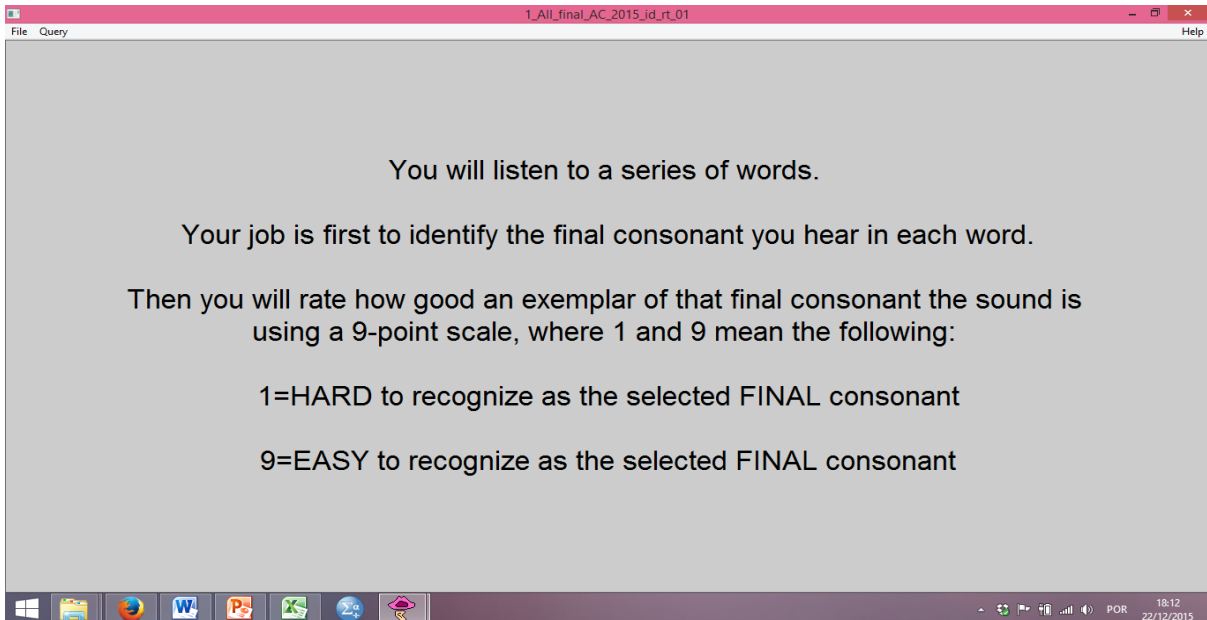 1_All_final_AC_2015_id_rt_01
File Query Help
You will listen to a series of words.
Your job is first to identify the final consonant you hear in each word.
Then you will rate how good an exemplar of that final consonant the sound is
using a 9-point scale, where 1 and 9 mean the following:
1=HARD to recognize as the selected FINAL consonant
9=EASY to recognize as the selected FINAL consonant
POR
18:12
22/12/2015